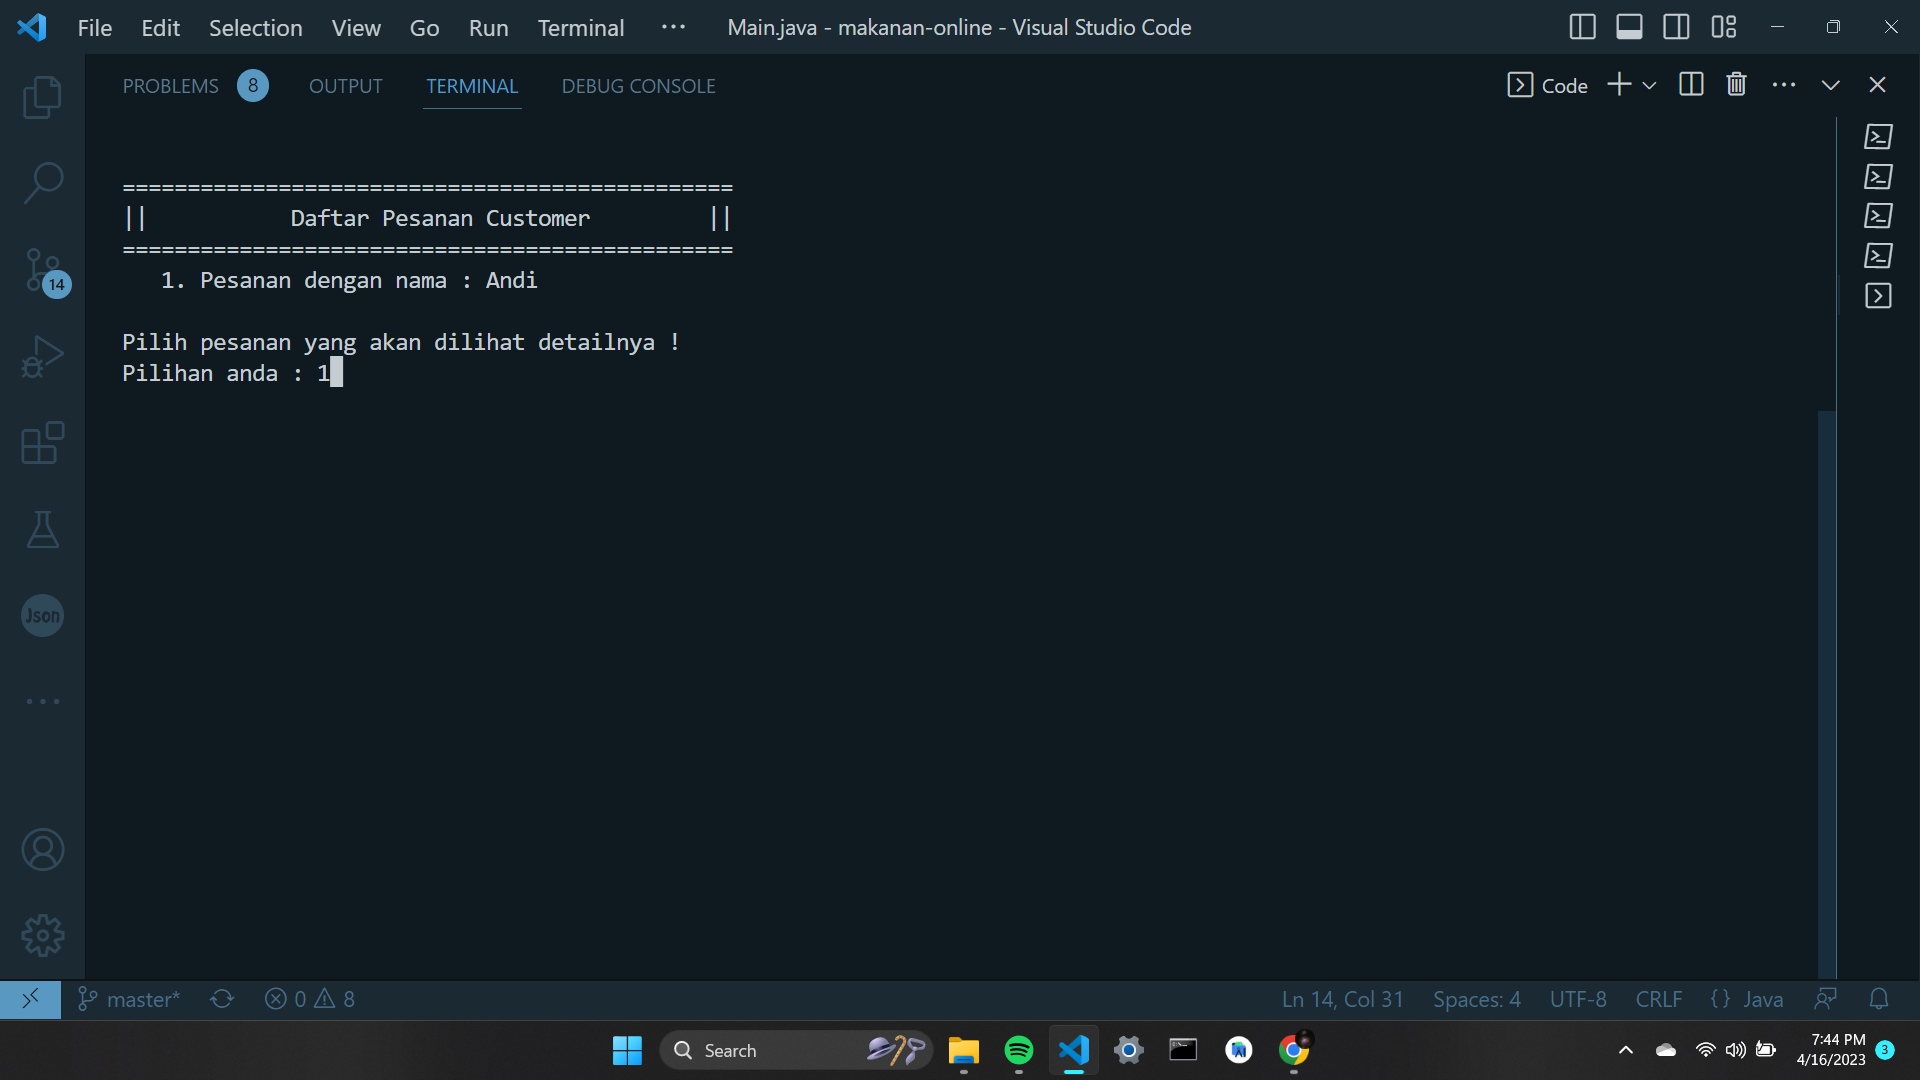 File Edit Selection View Go Run Terminal ··· Main.java - makanan-online - Visual Studio Code
PROBLEMS 8 OUTPUT TERMINAL DEBUG CONSOLE Code
===============================================
|| Daftar Pesanan Customer ||
===============================================
1. Pesanan dengan nama : Andi
Pilih pesanan yang akan dilihat detailnya !
Pilihan anda : 1
14
Json
master* 0 8 Ln 14, Col 31 Spaces: 4 UTF-8 CRLF {} Java
Search 7:44 PM
4/16/2023 3